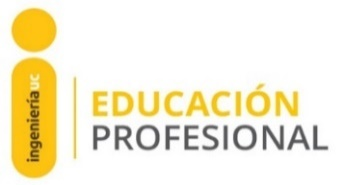 ingeniería uc
EDUCACIÓN
PROFESIONAL